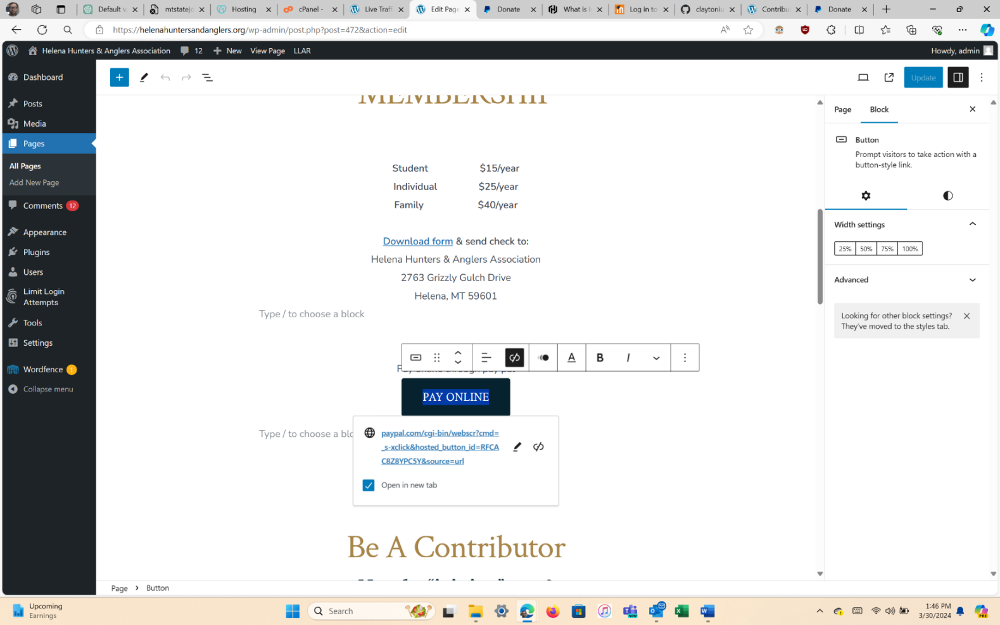 Default v
mtstatejo
Hosting
cPanel -
Live Traff
Edit Page
Donate
What is
Log in to
claytoniu
Contribu
Donate
https://helenahuntersandanglers.org/wp-admin/post.php?post=472&action=edit
Helena Hunters & Anglers Association
12
New
View Page
LLAR
Howdy, admin
Dashboard
Posts
Media
Pages
All Pages
Add New Page
Comments 12
Appearance
Plugins
Users
Limit Login
Attempts
Tools
Settings
Wordfence 1
Collapse menu
Update
MEMBERSHIP
Student $15/year
Individual $25/year
Family $40/year
Download form & send check to:
Helena Hunters & Anglers Association
2763 Grizzly Gulch Drive
Helena, MT 59601
Type / to choose a block
A B I
Pay online through pay pal
PAY ONLINE
Type / to choose a blo
paypal.com/cgi-bin/webscr?cmd=
_s-xclick&hosted_button_id=RFCA
C8Z8YPC5Y&source=url
Open in new tab
Be A Contributor
Page Block
Button
Prompt visitors to take action with a
button-style link.
Width settings
25% 50% 75% 100%
Advanced
Looking for other block settings?
They've moved to the styles tab.
Page › Button
Upcoming
Earnings
Search
1:46 PM
3/30/2024